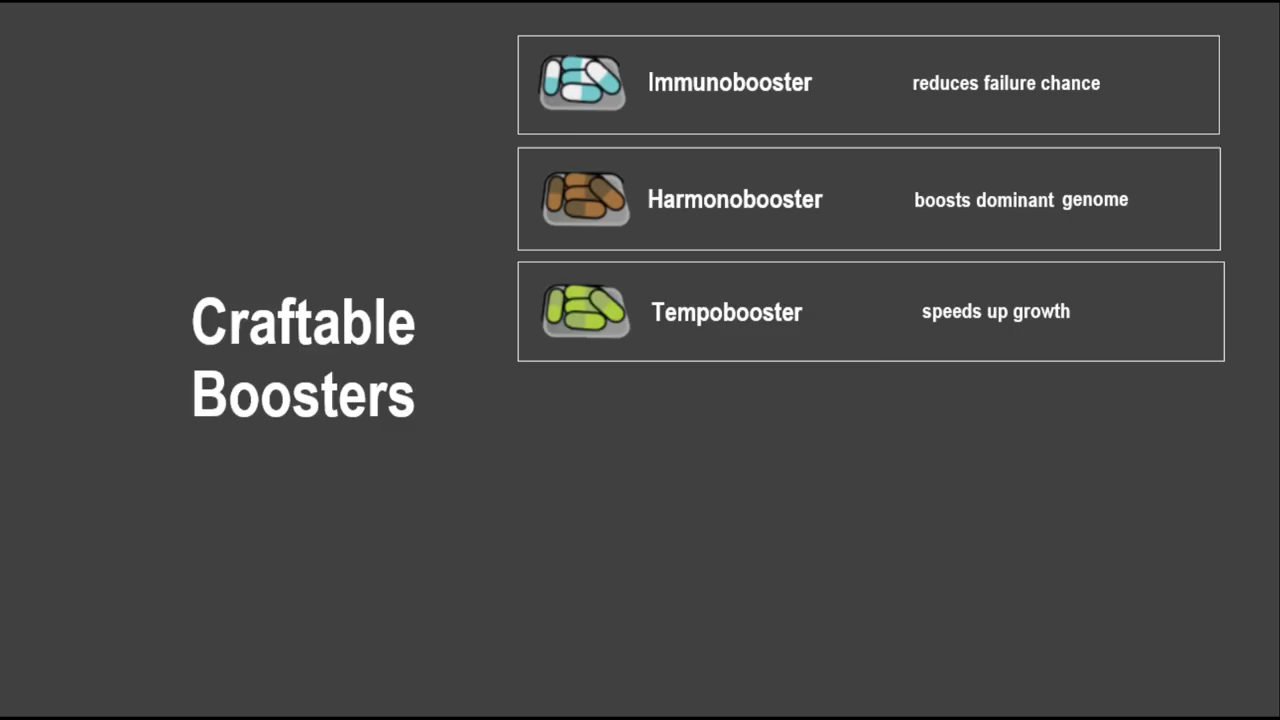 Craftable
Boosters
Immunobooster reduces failure chance
Harmonobooster boosts dominant genome
Tempobooster speeds up growth